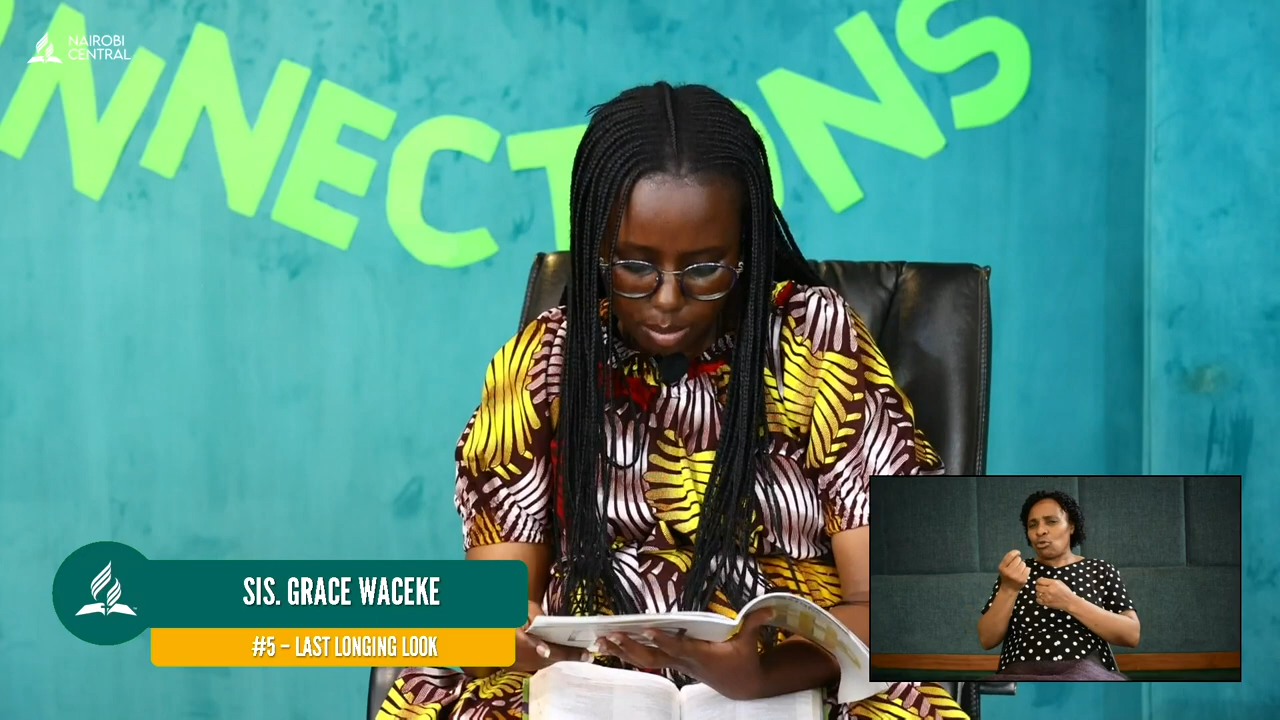 NAIROBI
CENTRAL
NNECTIONS
SIS. GRACE WACEKE
#5 – LAST LONGING LOOK